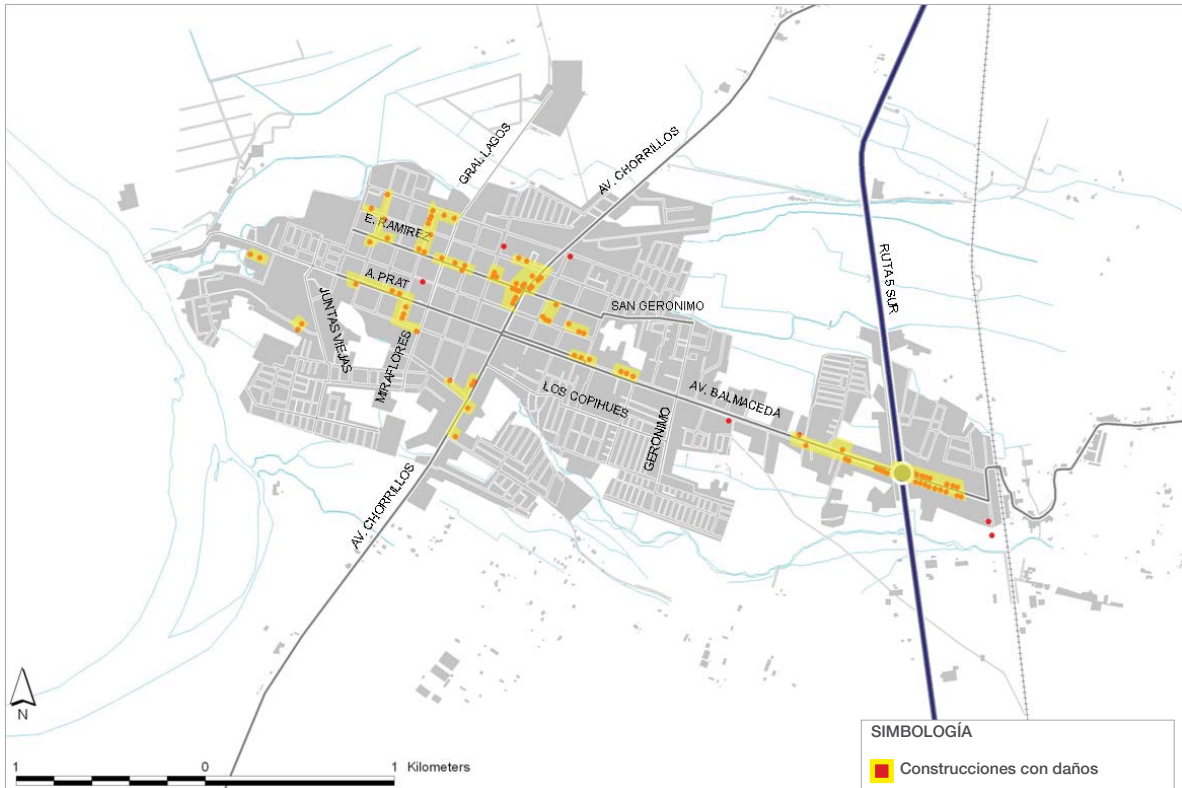 GRAL LAGOS
AV. CHORRILLOS
E. RAMIREZ
A. PRAT
RUTA 5 SUR
SAN GERONIMO
JUNTAS VIEJAS
MIRAFLORES
LOS COPIHUES
GERONIMO
AV. BALMACEDA
AV. CHORRILLOS
N
1 0 1 Kilometers
SIMBOLOGÍA
Construcciones con daños